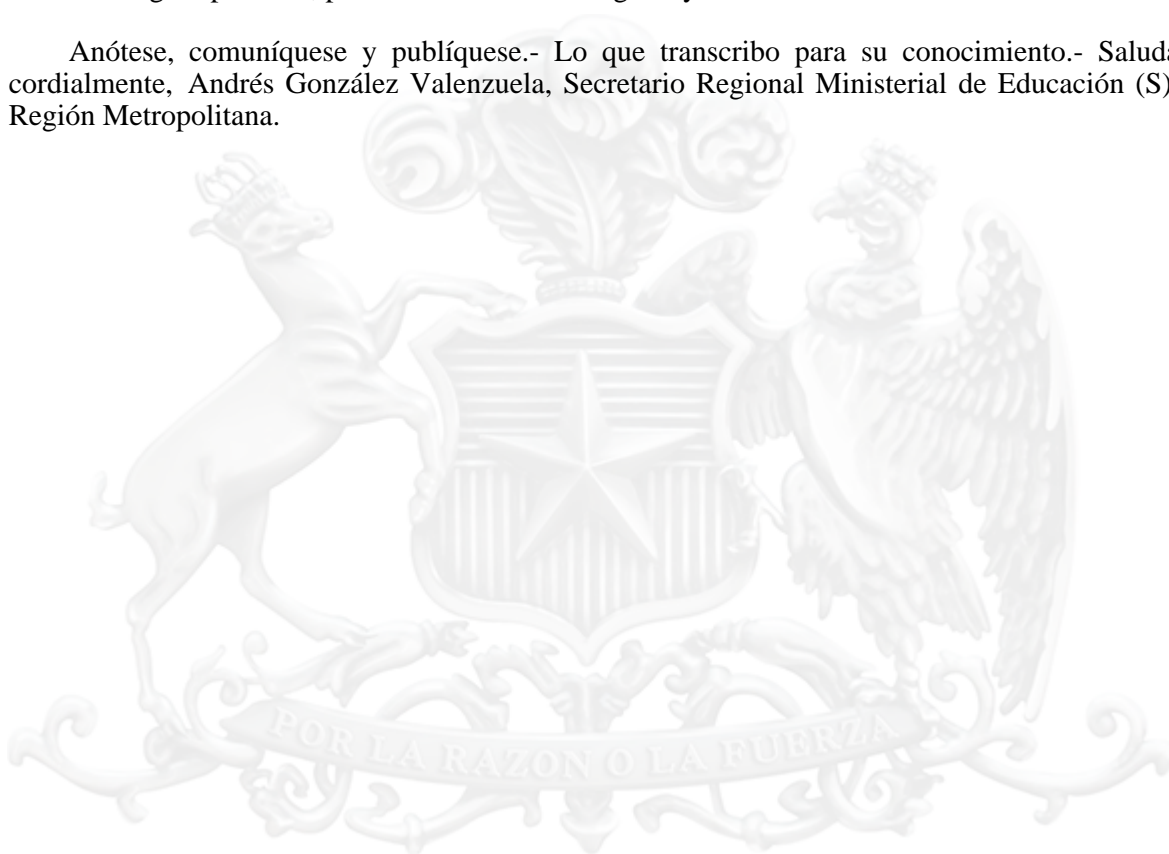 Anótese, comuníquese y publíquese.- Lo que transcribo para su conocimiento.- Saluda
cordialmente, Andrés González Valenzuela, Secretario Regional Ministerial de Educación (S)
Región Metropolitana.
POR LA RAZON O LA FUERZA